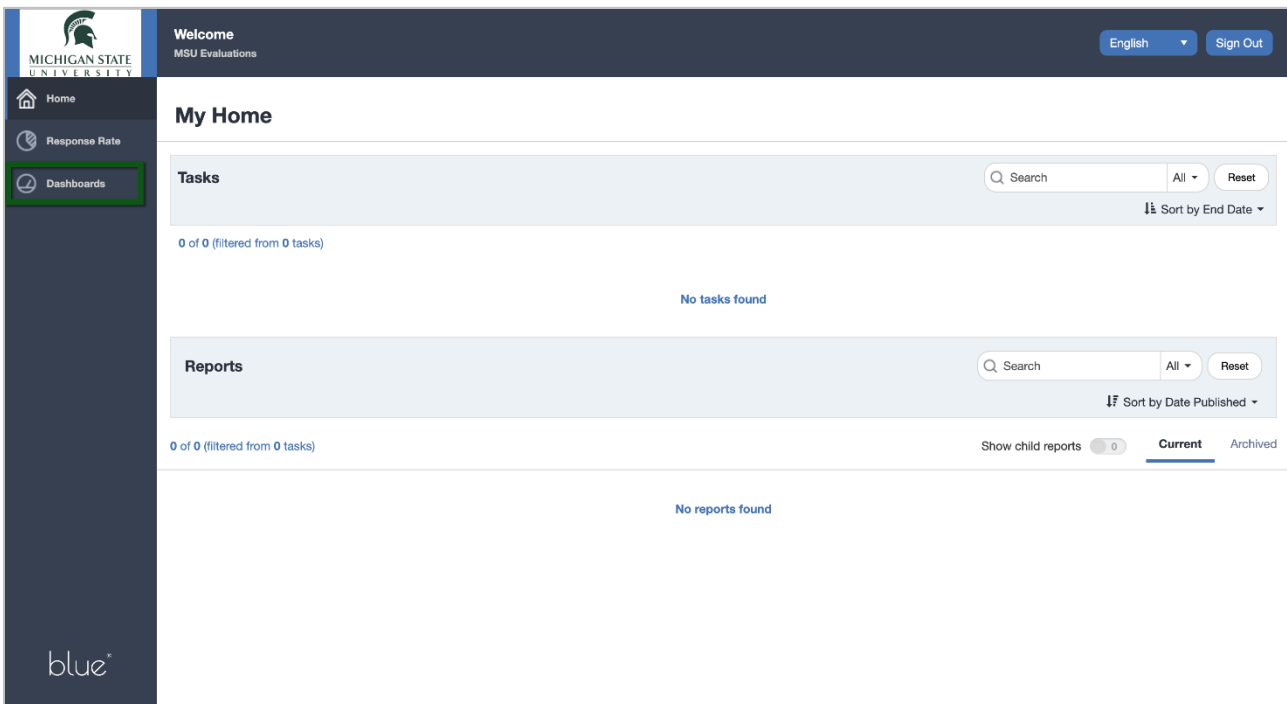 MICHIGAN STATE
UNIVERSITY
Welcome
MSU Evaluations
English
Sign Out
Home
Response Rate
Dashboards
My Home
Tasks
Search
All
Reset
Sort by End Date
0 of 0 (filtered from 0 tasks)
No tasks found
Reports
Search
All
Reset
Sort by Date Published
0 of 0 (filtered from 0 tasks)
Show child reports
0
Current
Archived
No reports found
blue